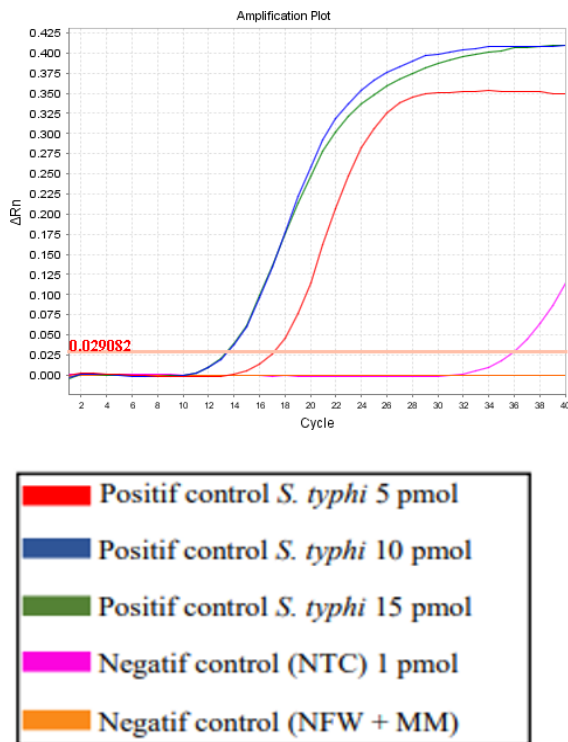 Amplification Plot
0.425
0.400
0.375
0.350
0.325
0.300
0.275
0.250
0.225
0.200
0.175
0.150
0.125
0.100
0.075
0.050
0.025
0.000
ΔRn
0.029082
2 4 6 8 10 12 14 16 18 20 22 24 26 28 30 32 34 36 38 40
Cycle
Positif control S. typhi 5 pmol
Positif control S. typhi 10 pmol
Positif control S. typhi 15 pmol
Negatif control (NTC) 1 pmol
Negatif control (NFW + MM)